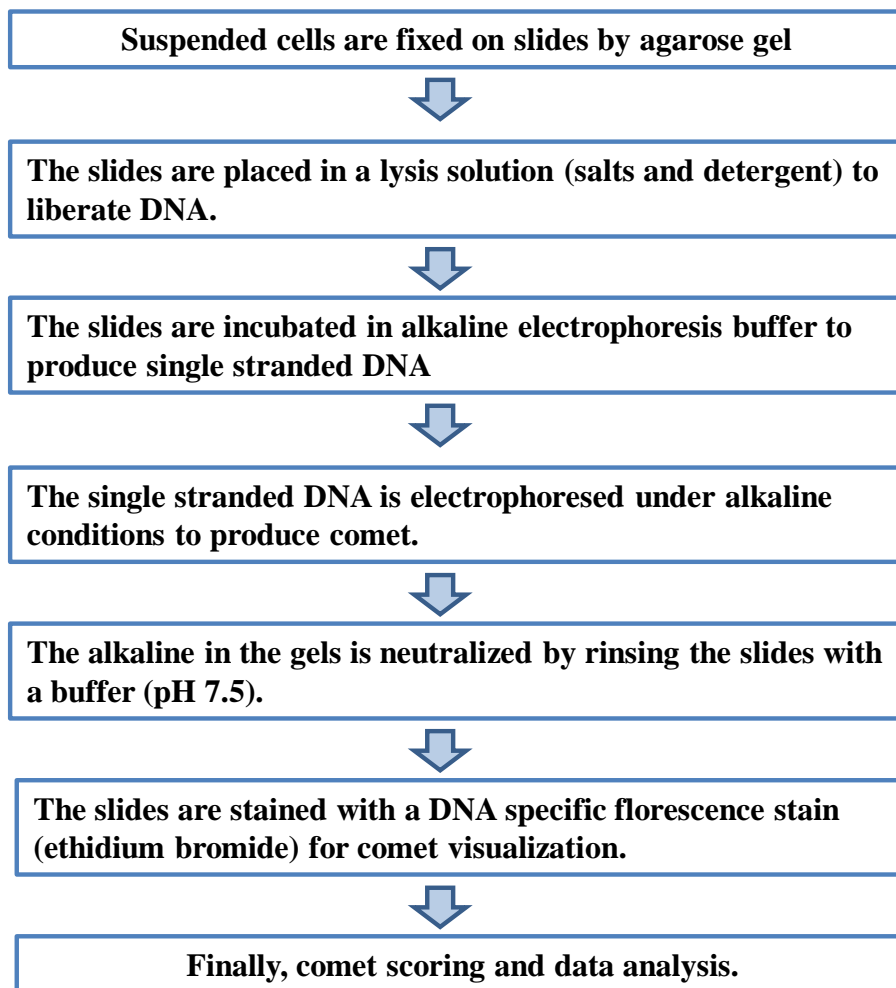 Suspended cells are fixed on slides by agarose gel
The slides are placed in a lysis solution (salts and detergent) to
liberate DNA.
The slides are incubated in alkaline electrophoresis buffer to
produce single stranded DNA
The single stranded DNA is electrophoresed under alkaline
conditions to produce comet.
The alkaline in the gels is neutralized by rinsing the slides with
a buffer (pH 7.5).
The slides are stained with a DNA specific florescence stain
(ethidium bromide) for comet visualization.
Finally, comet scoring and data analysis.